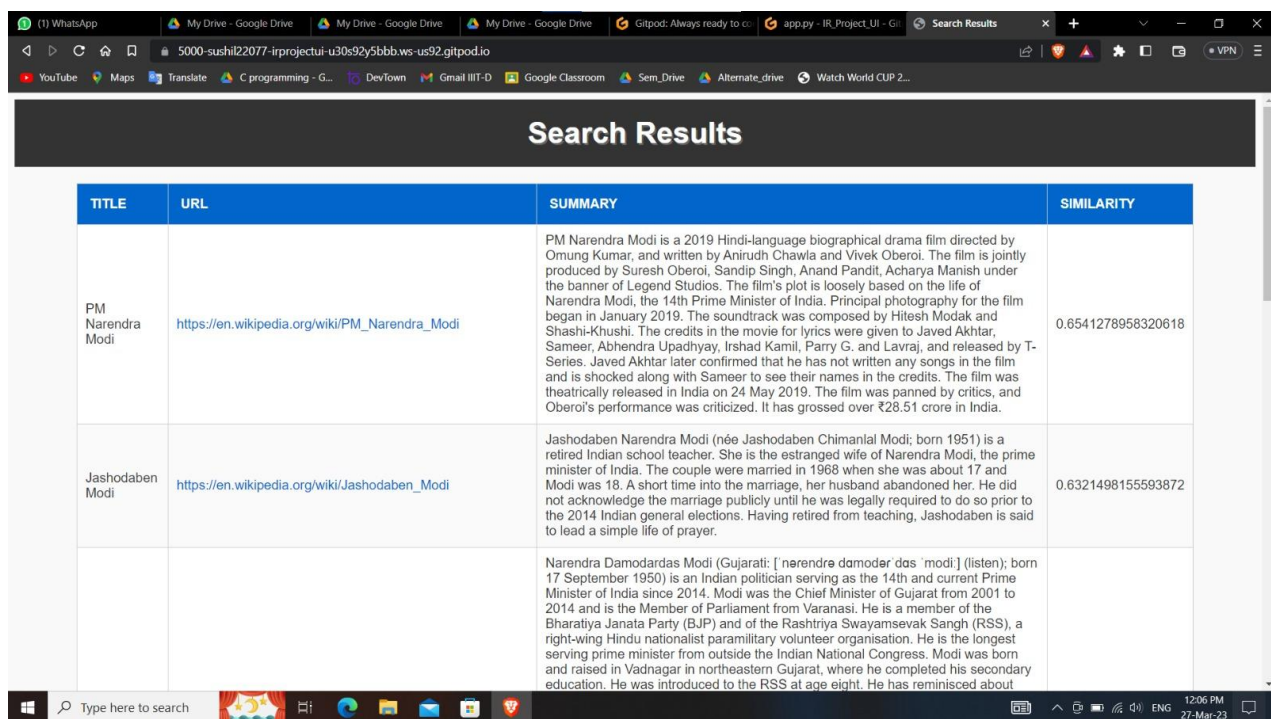 (1) WhatsApp
My Drive - Google Drive
My Drive - Google Drive
My Drive - Google Drive
Gitpod: Always ready to co
app.py - IR_Project_UI - Git
Search Results
5000-sushil22077-irprojectui-u30s92y5bbb.ws-us92.gitpod.io
VPN
YouTube
Maps
Translate
C programming - G...
DevTown
Gmail IIIT-D
Google Classroom
Sem_Drive
Alternate_drive
Watch World CUP 2...
Search Results
TITLE
URL
SUMMARY
SIMILARITY
PM
Narendra
Modi
https://en.wikipedia.org/wiki/PM_Narendra_Modi
PM Narendra Modi is a 2019 Hindi-language biographical drama film directed by
Omung Kumar, and written by Anirudh Chawla and Vivek Oberoi. The film is jointly
produced by Suresh Oberoi, Sandip Singh, Anand Pandit, Acharya Manish under
the banner of Legend Studios. The film's plot is loosely based on the life of
Narendra Modi, the 14th Prime Minister of India. Principal photography for the film
began in January 2019. The soundtrack was composed by Hitesh Modak and
Shashi-Khushi. The credits in the movie for lyrics were given to Javed Akhtar,
Sameer, Abhendra Upadhyay, Irshad Kamil, Parry G. and Lavraj, and released by T-
Series. Javed Akhtar later confirmed that he has not written any songs in the film
and is shocked along with Sameer to see their names in the credits. The film was
theatrically released in India on 24 May 2019. The film was panned by critics, and
Oberoi's performance was criticized. It has grossed over ₹28.51 crore in India.
0.6541278958320618
Jashodaben
Modi
https://en.wikipedia.org/wiki/Jashodaben_Modi
Jashodaben Narendra Modi (née Jashodaben Chimanlal Modi; born 1951) is a
retired Indian school teacher. She is the estranged wife of Narendra Modi, the prime
minister of India. The couple were married in 1968 when she was about 17 and
Modi was 18. A short time into the marriage, her husband abandoned her. He did
not acknowledge the marriage publicly until he was legally required to do so prior to
the 2014 Indian general elections. Having retired from teaching, Jashodaben is said
to lead a simple life of prayer.
0.6321498155593872
Narendra Damodardas Modi (Gujarati: [ˈnəɾendɾə dɑmodəɾˈdɑs ˈmodiː] (listen); born
17 September 1950) is an Indian politician serving as the 14th and current Prime
Minister of India since 2014. Modi was the Chief Minister of Gujarat from 2001 to
2014 and is the Member of Parliament from Varanasi. He is a member of the
Bharatiya Janata Party (BJP) and of the Rashtriya Swayamsevak Sangh (RSS), a
right-wing Hindu nationalist paramilitary volunteer organisation. He is the longest
serving prime minister from outside the Indian National Congress. Modi was born
and raised in Vadnagar in northeastern Gujarat, where he completed his secondary
education. He was introduced to the RSS at age eight. He has reminisced about
Type here to search
ENG
12:06 PM
27-Mar-23